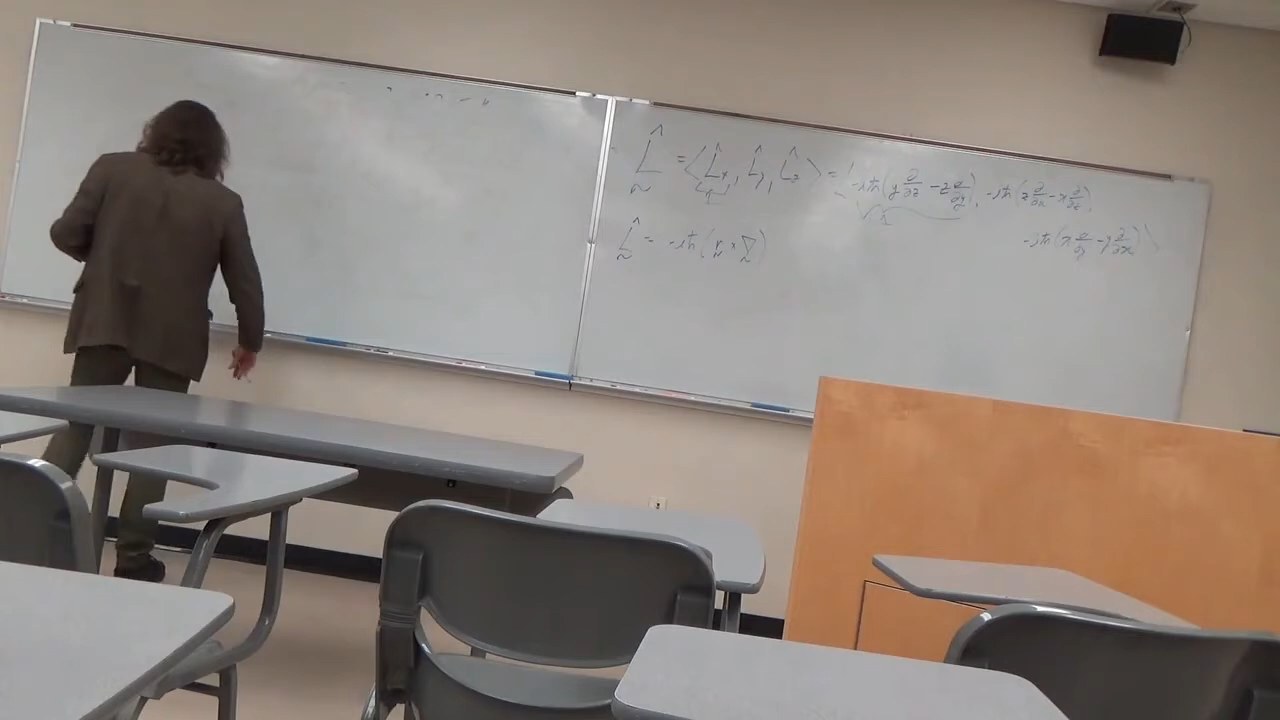 L̂ = ⟨L̂x, L̂y, L̂z⟩ = ⟨-iħ(y ∂/∂z - z ∂/∂y), -iħ(z ∂/∂x - x ∂/∂z),
-iħ(x ∂/∂y - y ∂/∂x)⟩
L̂ = -iħ(r × ∇)